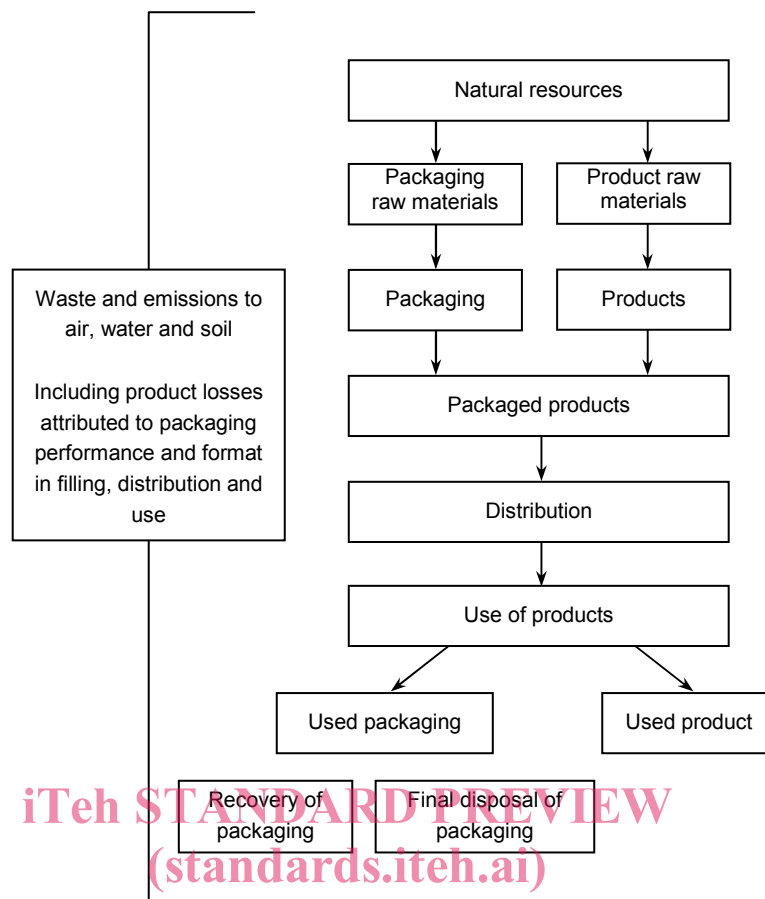 Natural resources
Packaging
raw materials
Product raw
materials
Waste and emissions to
air, water and soil
Including product losses
attributed to packaging
performance and format
in filling, distribution and
use
Packaging
Products
Packaged products
Distribution
Use of products
Used packaging
Used product
Recovery of
packaging
Final disposal of
packaging
iTeh STANDARD PREVIEW
(standards.iteh.ai)